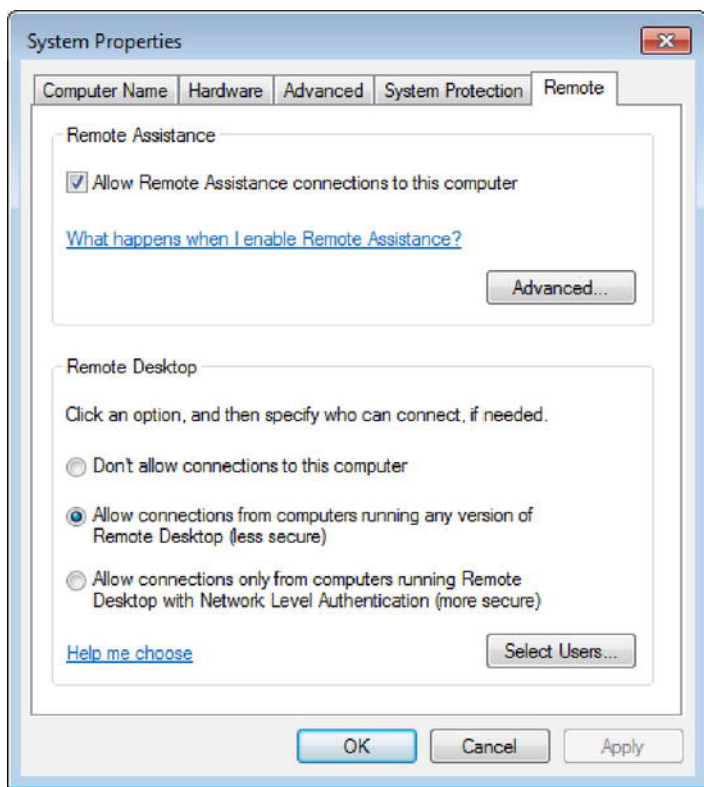 System Properties
Computer Name Hardware Advanced System Protection Remote
Remote Assistance
Allow Remote Assistance connections to this computer
What happens when I enable Remote Assistance?
Advanced...
Remote Desktop
Click an option, and then specify who can connect, if needed.
Don't allow connections to this computer
Allow connections from computers running any version of
Remote Desktop (less secure)
Allow connections only from computers running Remote
Desktop with Network Level Authentication (more secure)
Help me choose Select Users...
OK Cancel Apply